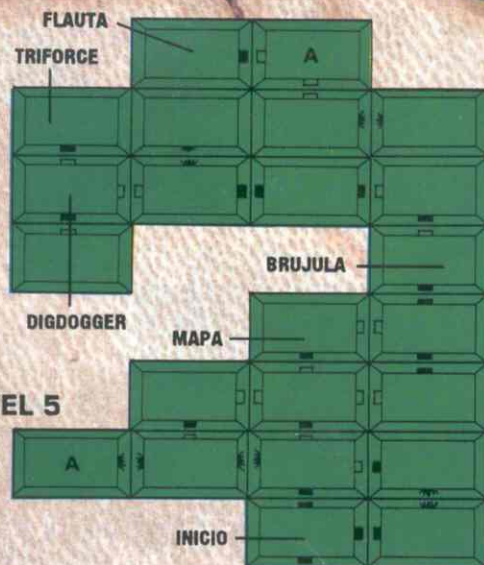 FLAUTA
TRIFORCE
A
BRUJULA
DIGDOGGER
MAPA
EL 5
A
INICIO